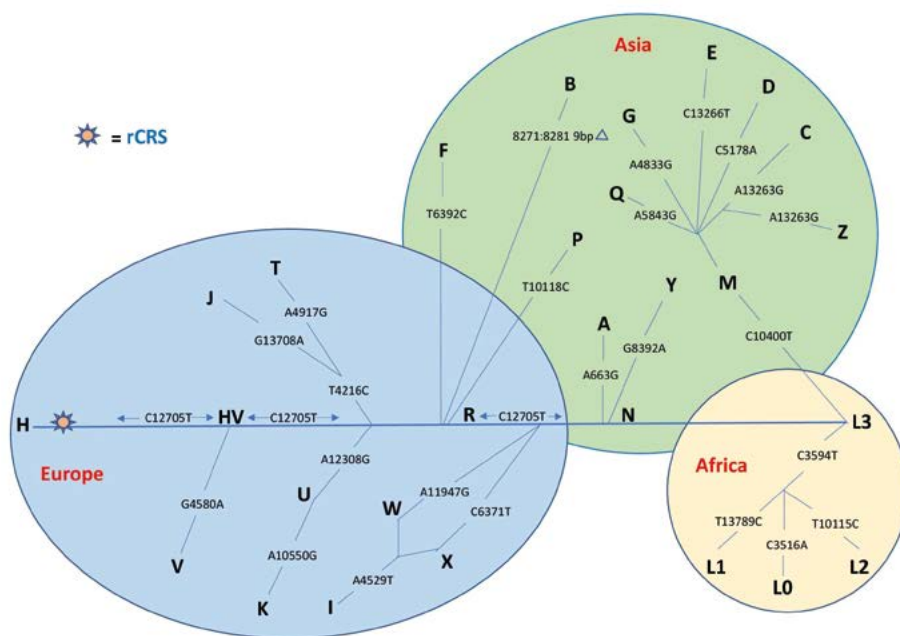 Asia
E
B
D
G
C13266T
C
= rCRS
8271:8281 9bp △
F
A4833G
C5178A
A13263G
T6392C
Q
A5843G
A13263G
Z
P
T
T10118C
Y
M
J
A4917G
A
G8392A
C10400T
G13708A
A663G
T4216C
H
C12705T
HV
C12705T
R
C12705T
N
L3
Europe
A12308G
Africa
C3594T
G4580A
U
W
A11947G
C6371T
T13789C
C3516A
T10115C
V
A10550G
A4529T
X
L1
L0
L2
K
I